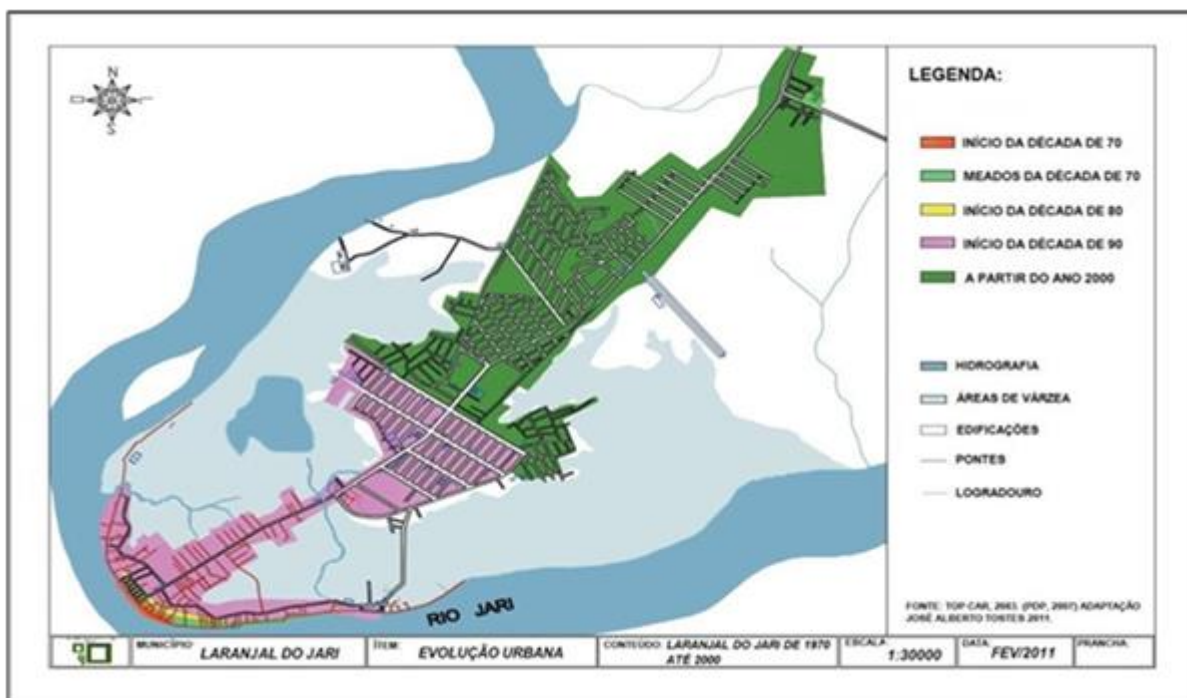 N
S
RIO JARI
LEGENDA:
INÍCIO DA DÉCADA DE 70
MEADOS DA DÉCADA DE 70
INÍCIO DA DÉCADA DE 80
INÍCIO DA DÉCADA DE 90
A PARTIR DO ANO 2000
HIDROGRAFIA
ÁREAS DE VÁRZEA
EDIFICAÇÕES
PONTES
LOGRADOURO
FONTE: TOP CAR, 2003. (PDP, 2007) ADAPTAÇÃO
JOSÉ ALBERTO TOSTES 2011.
MUNICÍPIO
LARANJAL DO JARI
ÍTEM:
EVOLUÇÃO URBANA
CONTEÚDO: LARANJAL DO JARI DE 1970
ATÉ 2000
ESCALA
1:30000
DATA:
FEV/2011
PRANCHA: